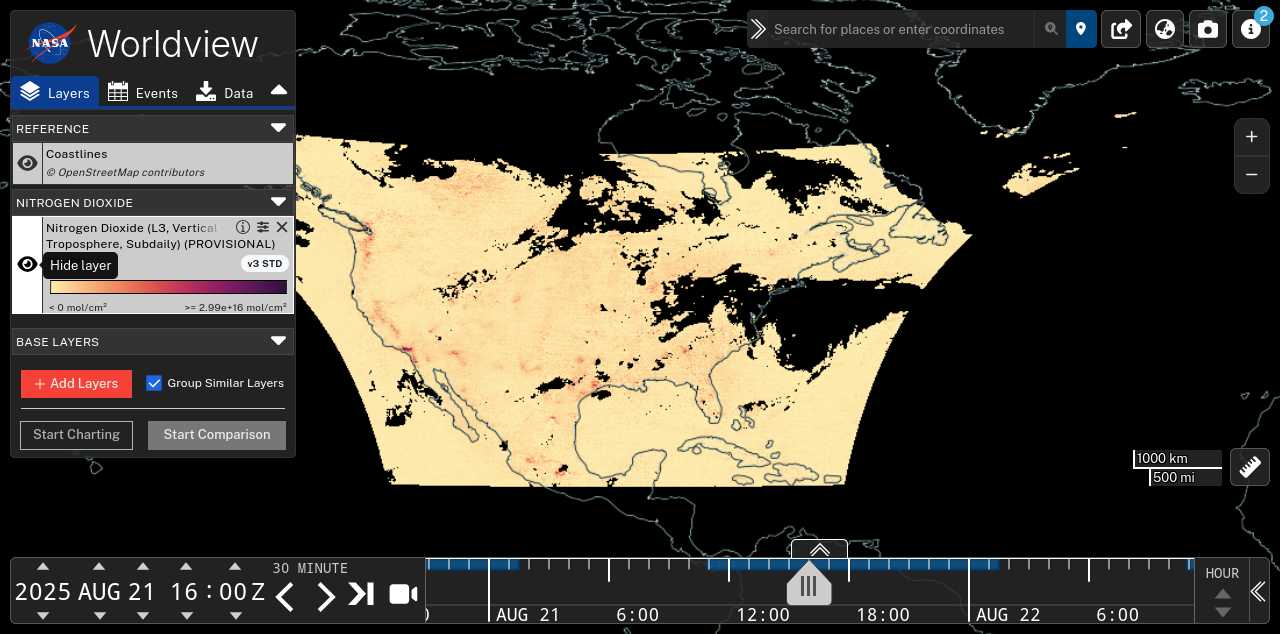 NASA
Worldview
Layers
Events
Data
REFERENCE
Coastlines
© OpenStreetMap contributors
NITROGEN DIOXIDE
Nitrogen Dioxide (L3, Vertical
Troposphere, Subdaily) (PROVISIONAL)
Hide layer
v3 STD
< 0 mol/cm²
>= 2.99e+16 mol/cm²
BASE LAYERS
+ Add Layers
Group Similar Layers
Start Charting
Start Comparison
Search for places or enter coordinates
2
+
−
1000 km
500 mi
2025 AUG 21 16 : 00 Z
30 MINUTE
AUG 21
6:00
12:00
18:00
AUG 22
6:00
HOUR